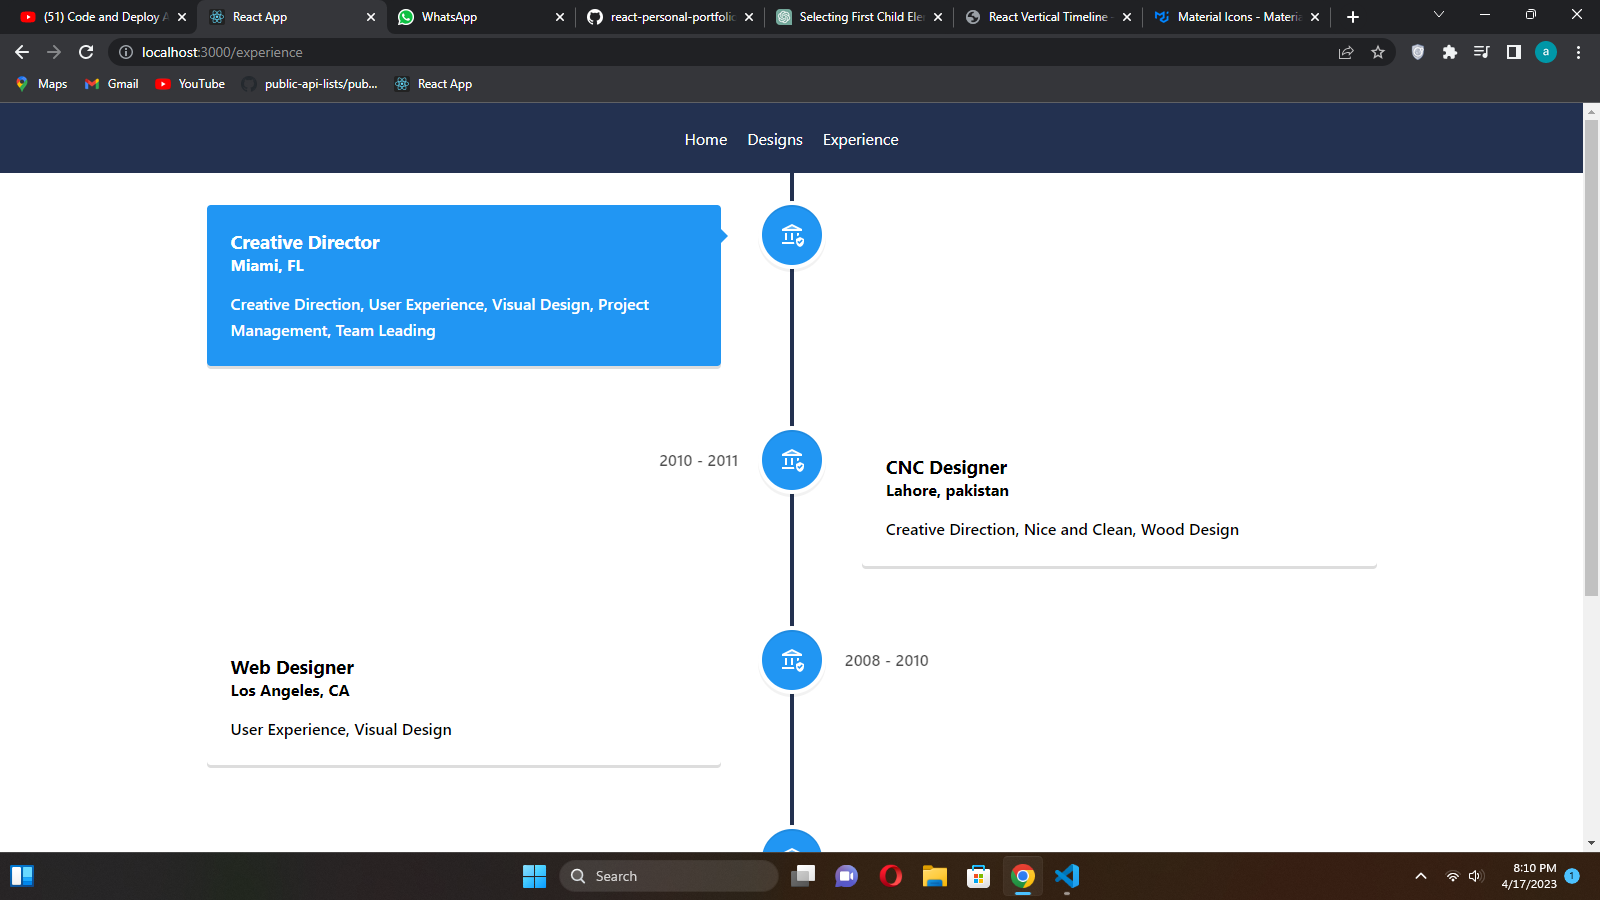 (51) Code and Deploy A
React App
WhatsApp
react-personal-portfolio
Selecting First Child Ele
React Vertical Timeline -
Material Icons - Materia
localhost:3000/experience
a
Maps
Gmail
YouTube
public-api-lists/pub...
React App
Home
Designs
Experience
Creative Director
Miami, FL
Creative Direction, User Experience, Visual Design, Project
Management, Team Leading
2010 - 2011
CNC Designer
Lahore, pakistan
Creative Direction, Nice and Clean, Wood Design
Web Designer
Los Angeles, CA
User Experience, Visual Design
2008 - 2010
Search
8:10 PM
4/17/2023
1